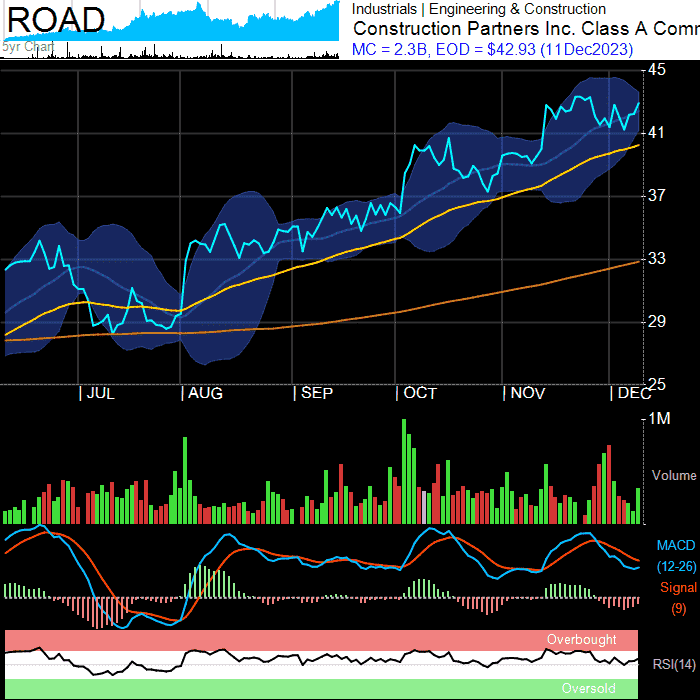 ROAD
5yr Chart
Industrials | Engineering & Construction
Construction Partners Inc. Class A Comm
MC = 2.3B, EOD = $42.93 (11Dec2023)
45
41
37
33
29
25
JUL AUG SEP OCT NOV DEC
1M
Volume
MACD
(12-26)
Signal
(9)
Overbought
RSI(14)
Oversold